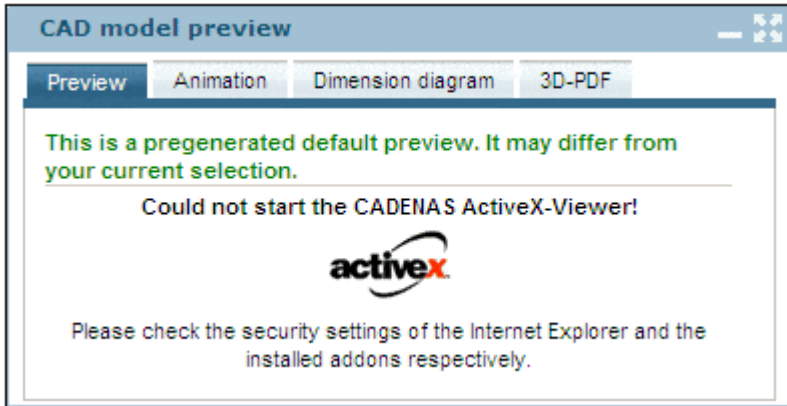 CAD model preview
Preview Animation Dimension diagram 3D-PDF
This is a pregenerated default preview. It may differ from
your current selection.
Could not start the CADENAS ActiveX-Viewer!
activex
Please check the security settings of the Internet Explorer and the
installed addons respectively.